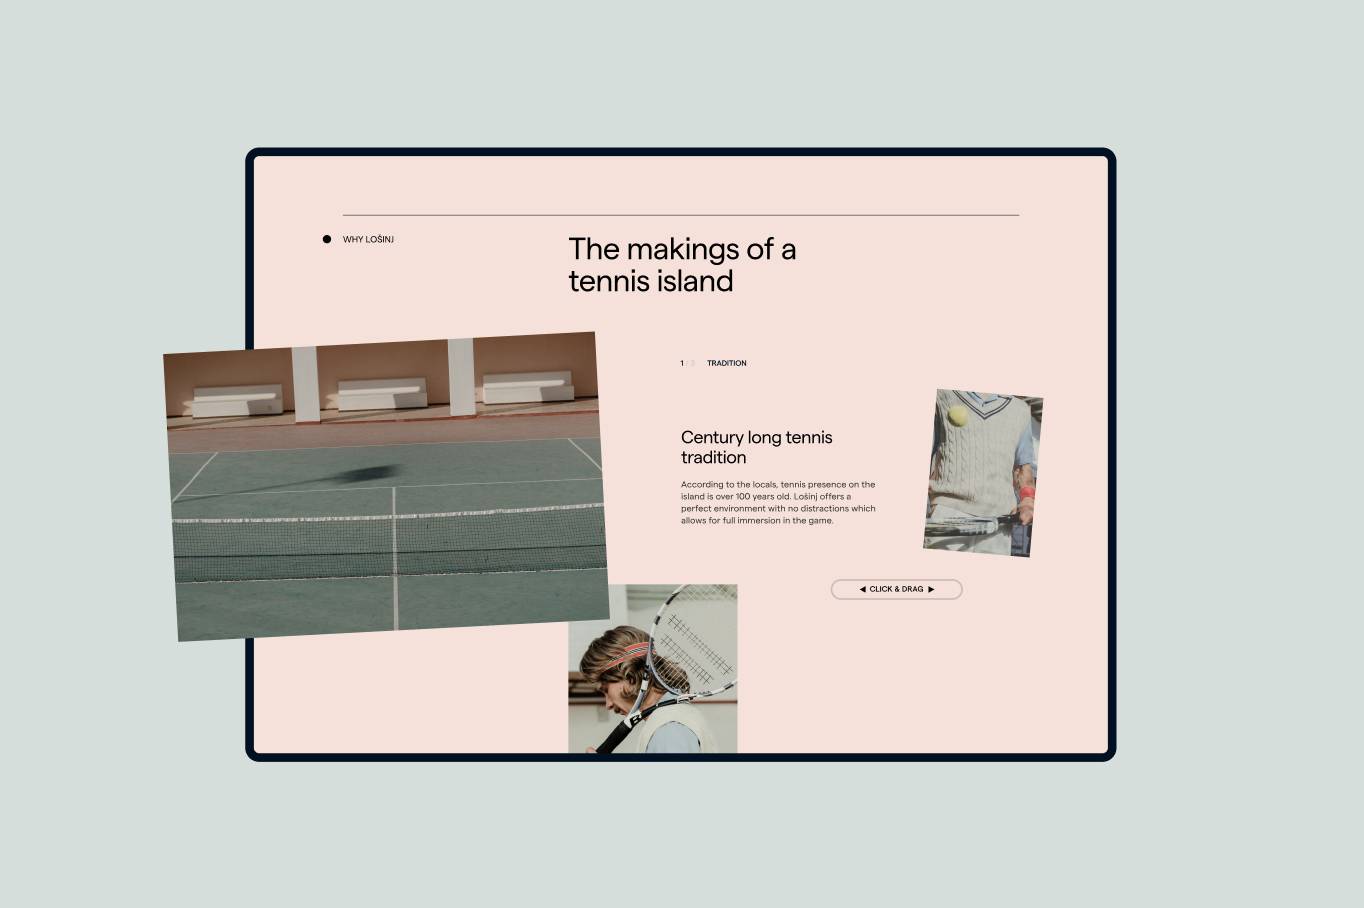 WHY LOŠINJ
The makings of a
tennis island
1 / 3 TRADITION
Century long tennis
tradition
According to the locals, tennis presence on the
island is over 100 years old. Lošinj offers a
perfect environment with no distractions which
allows for full immersion in the game.
◀ CLICK & DRAG ▶